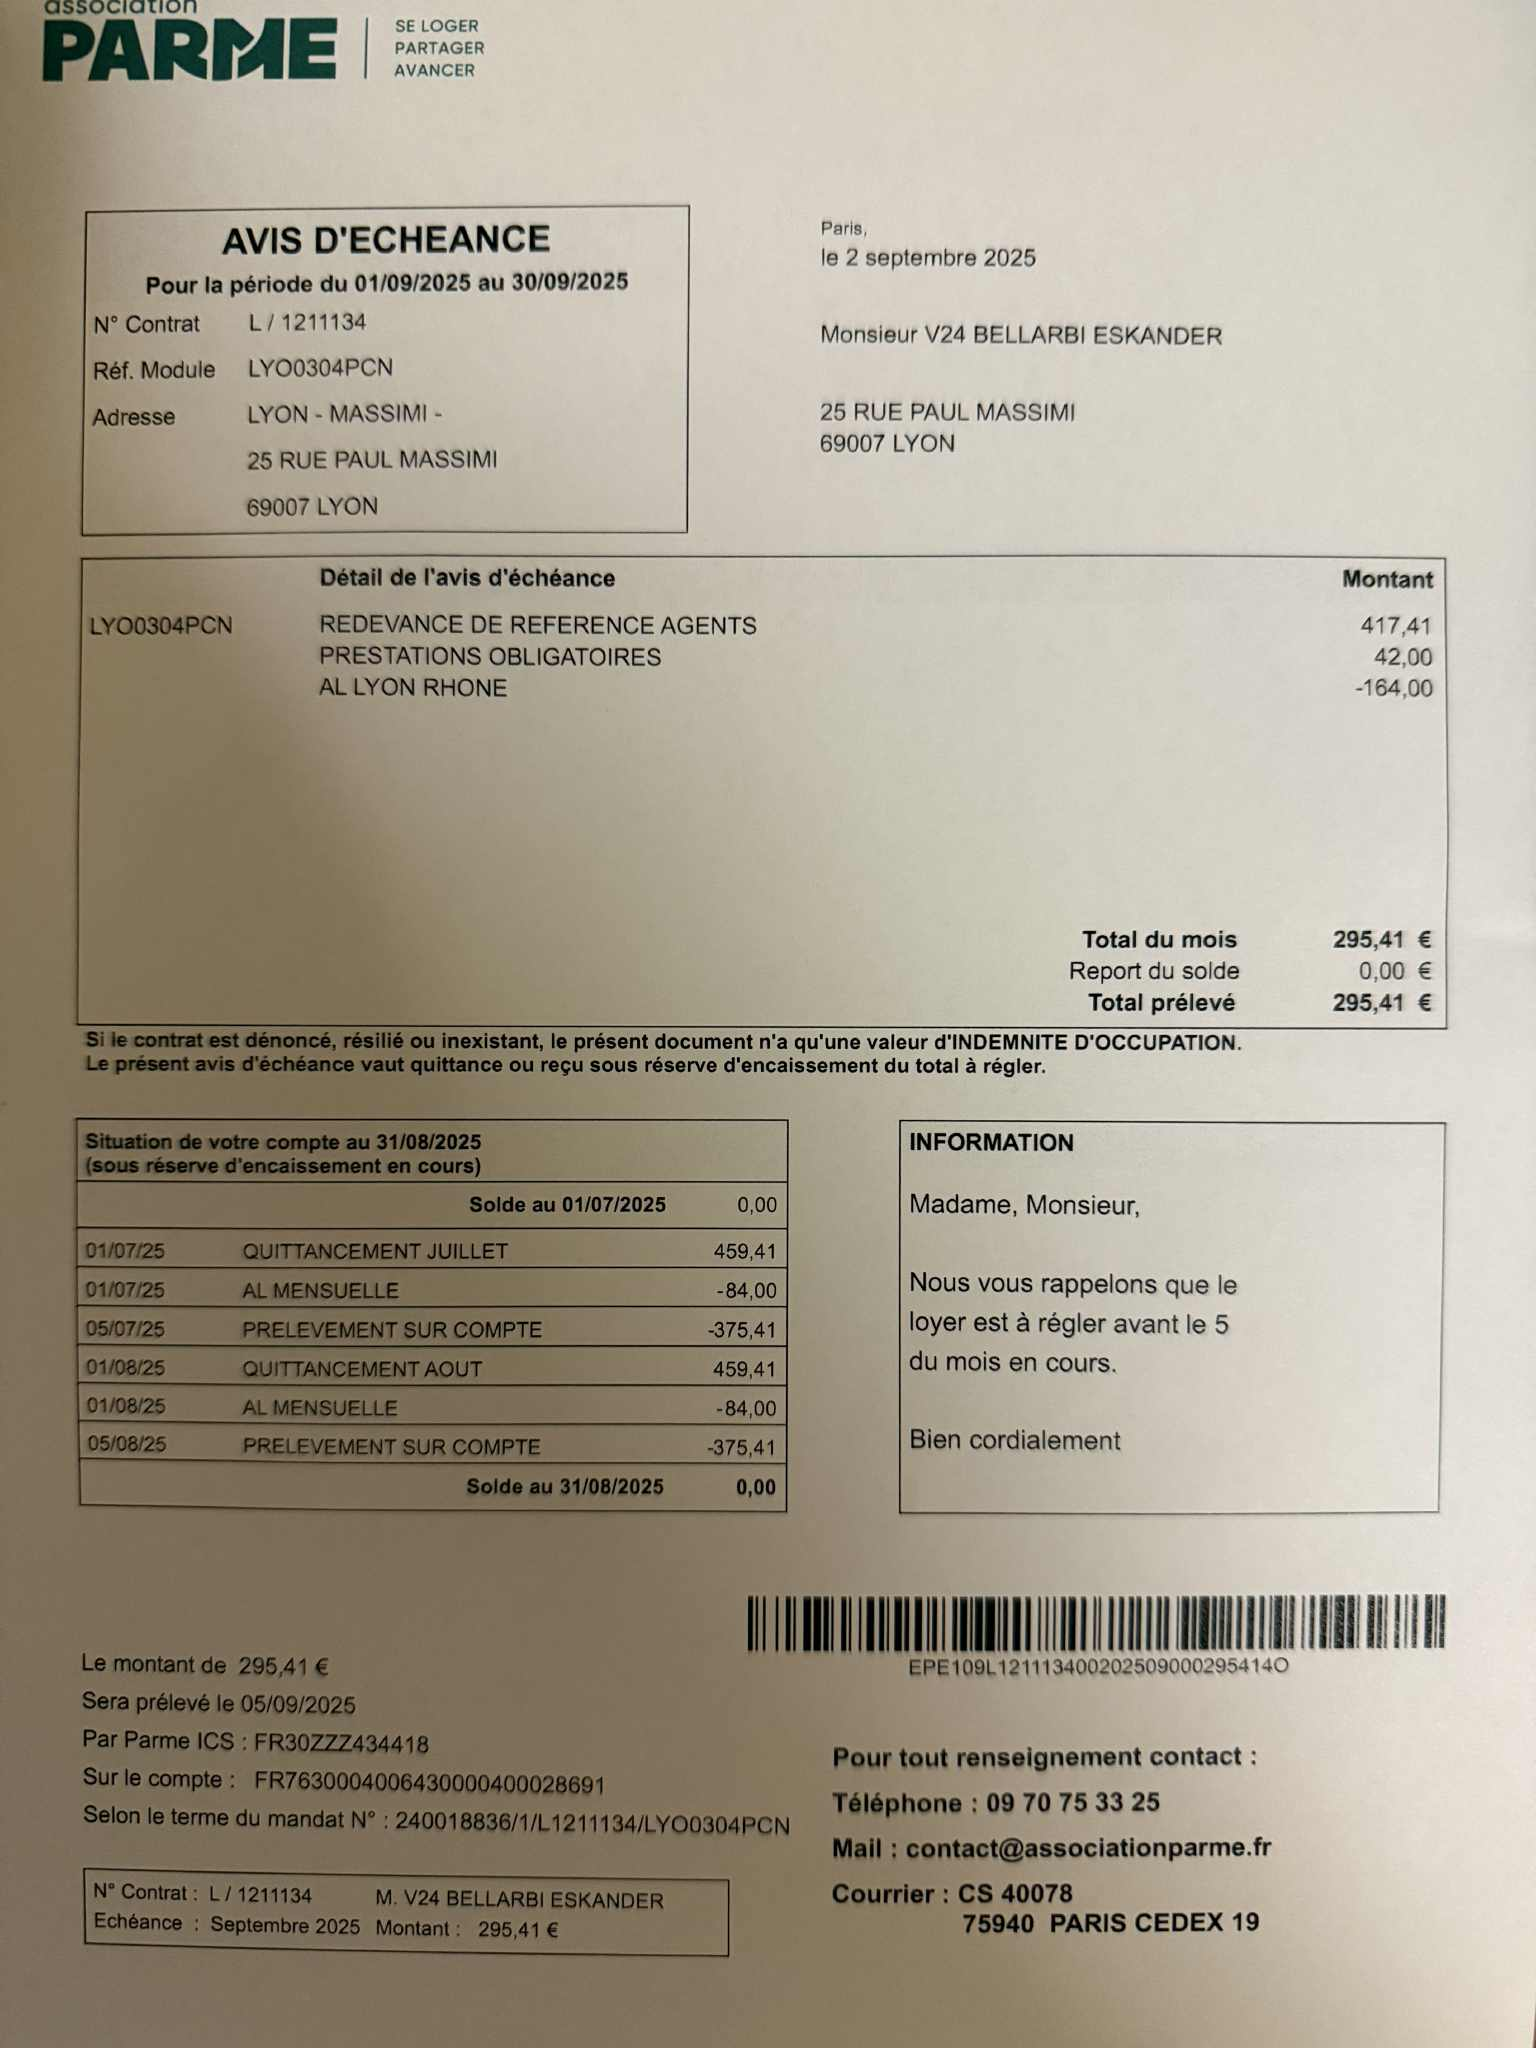 association
PARME
SE LOGER
PARTAGER
AVANCER
AVIS D'ECHEANCE
Pour la période du 01/09/2025 au 30/09/2025
N° Contrat L / 1211134
Réf. Module LYO0304PCN
Adresse LYON - MASSIMI -
25 RUE PAUL MASSIMI
69007 LYON
Paris,
le 2 septembre 2025
Monsieur V24 BELLARBI ESKANDER
25 RUE PAUL MASSIMI
69007 LYON
Détail de l'avis d'échéance Montant
LYO0304PCN REDEVANCE DE REFERENCE AGENTS 417,41
PRESTATIONS OBLIGATOIRES 42,00
AL LYON RHONE -164,00
Total du mois 295,41 €
Report du solde 0,00 €
Total prélevé 295,41 €
Si le contrat est dénoncé, résilié ou inexistant, le présent document n'a qu'une valeur d'INDEMNITE D'OCCUPATION.
Le présent avis d'échéance vaut quittance ou reçu sous réserve d'encaissement du total à régler.
Situation de votre compte au 31/08/2025
(sous réserve d'encaissement en cours)
Solde au 01/07/2025 0,00
01/07/25 QUITTANCEMENT JUILLET 459,41
01/07/25 AL MENSUELLE -84,00
05/07/25 PRELEVEMENT SUR COMPTE -375,41
01/08/25 QUITTANCEMENT AOUT 459,41
01/08/25 AL MENSUELLE -84,00
05/08/25 PRELEVEMENT SUR COMPTE -375,41
Solde au 31/08/2025 0,00
INFORMATION
Madame, Monsieur,
Nous vous rappelons que le
loyer est à régler avant le 5
du mois en cours.
Bien cordialement
EPE109L1211134002025090002954140
Le montant de 295,41 €
Sera prélevé le 05/09/2025
Par Parme ICS : FR30ZZZ434418
Sur le compte : FR7630004006430000400028691
Selon le terme du mandat N° : 240018836/1/L1211134/LYO0304PCN
N° Contrat : L / 1211134 M. V24 BELLARBI ESKANDER
Echéance : Septembre 2025 Montant : 295,41 €
Pour tout renseignement contact :
Téléphone : 09 70 75 33 25
Mail : contact@associationparme.fr
Courrier : CS 40078
75940 PARIS CEDEX 19